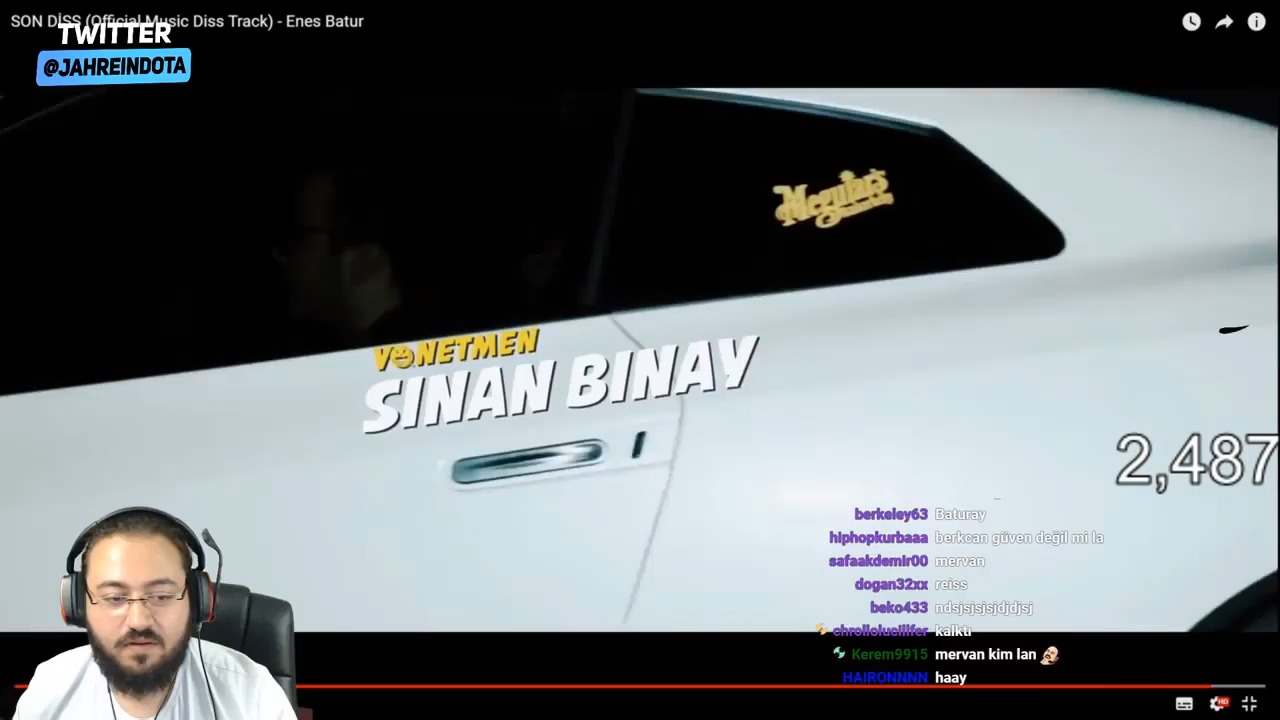 SON DİSS (Official Music Diss Track) - Enes Batur
TWITTER
@JAHREINDOTA
Meguiar's
YÖNETMEN
SINAN BINAY
2,487
berkeley63 Baturay
hiphopkurbaaa berkcan güven değil mi la
safaakdemir00 mervan
dogan32xx reiss
beko433 ndsjsjsjsjdjdjsj
chrollolucilifer kalktı
Kerem9915 mervan kim lan
HAIRONNNN haay
HD